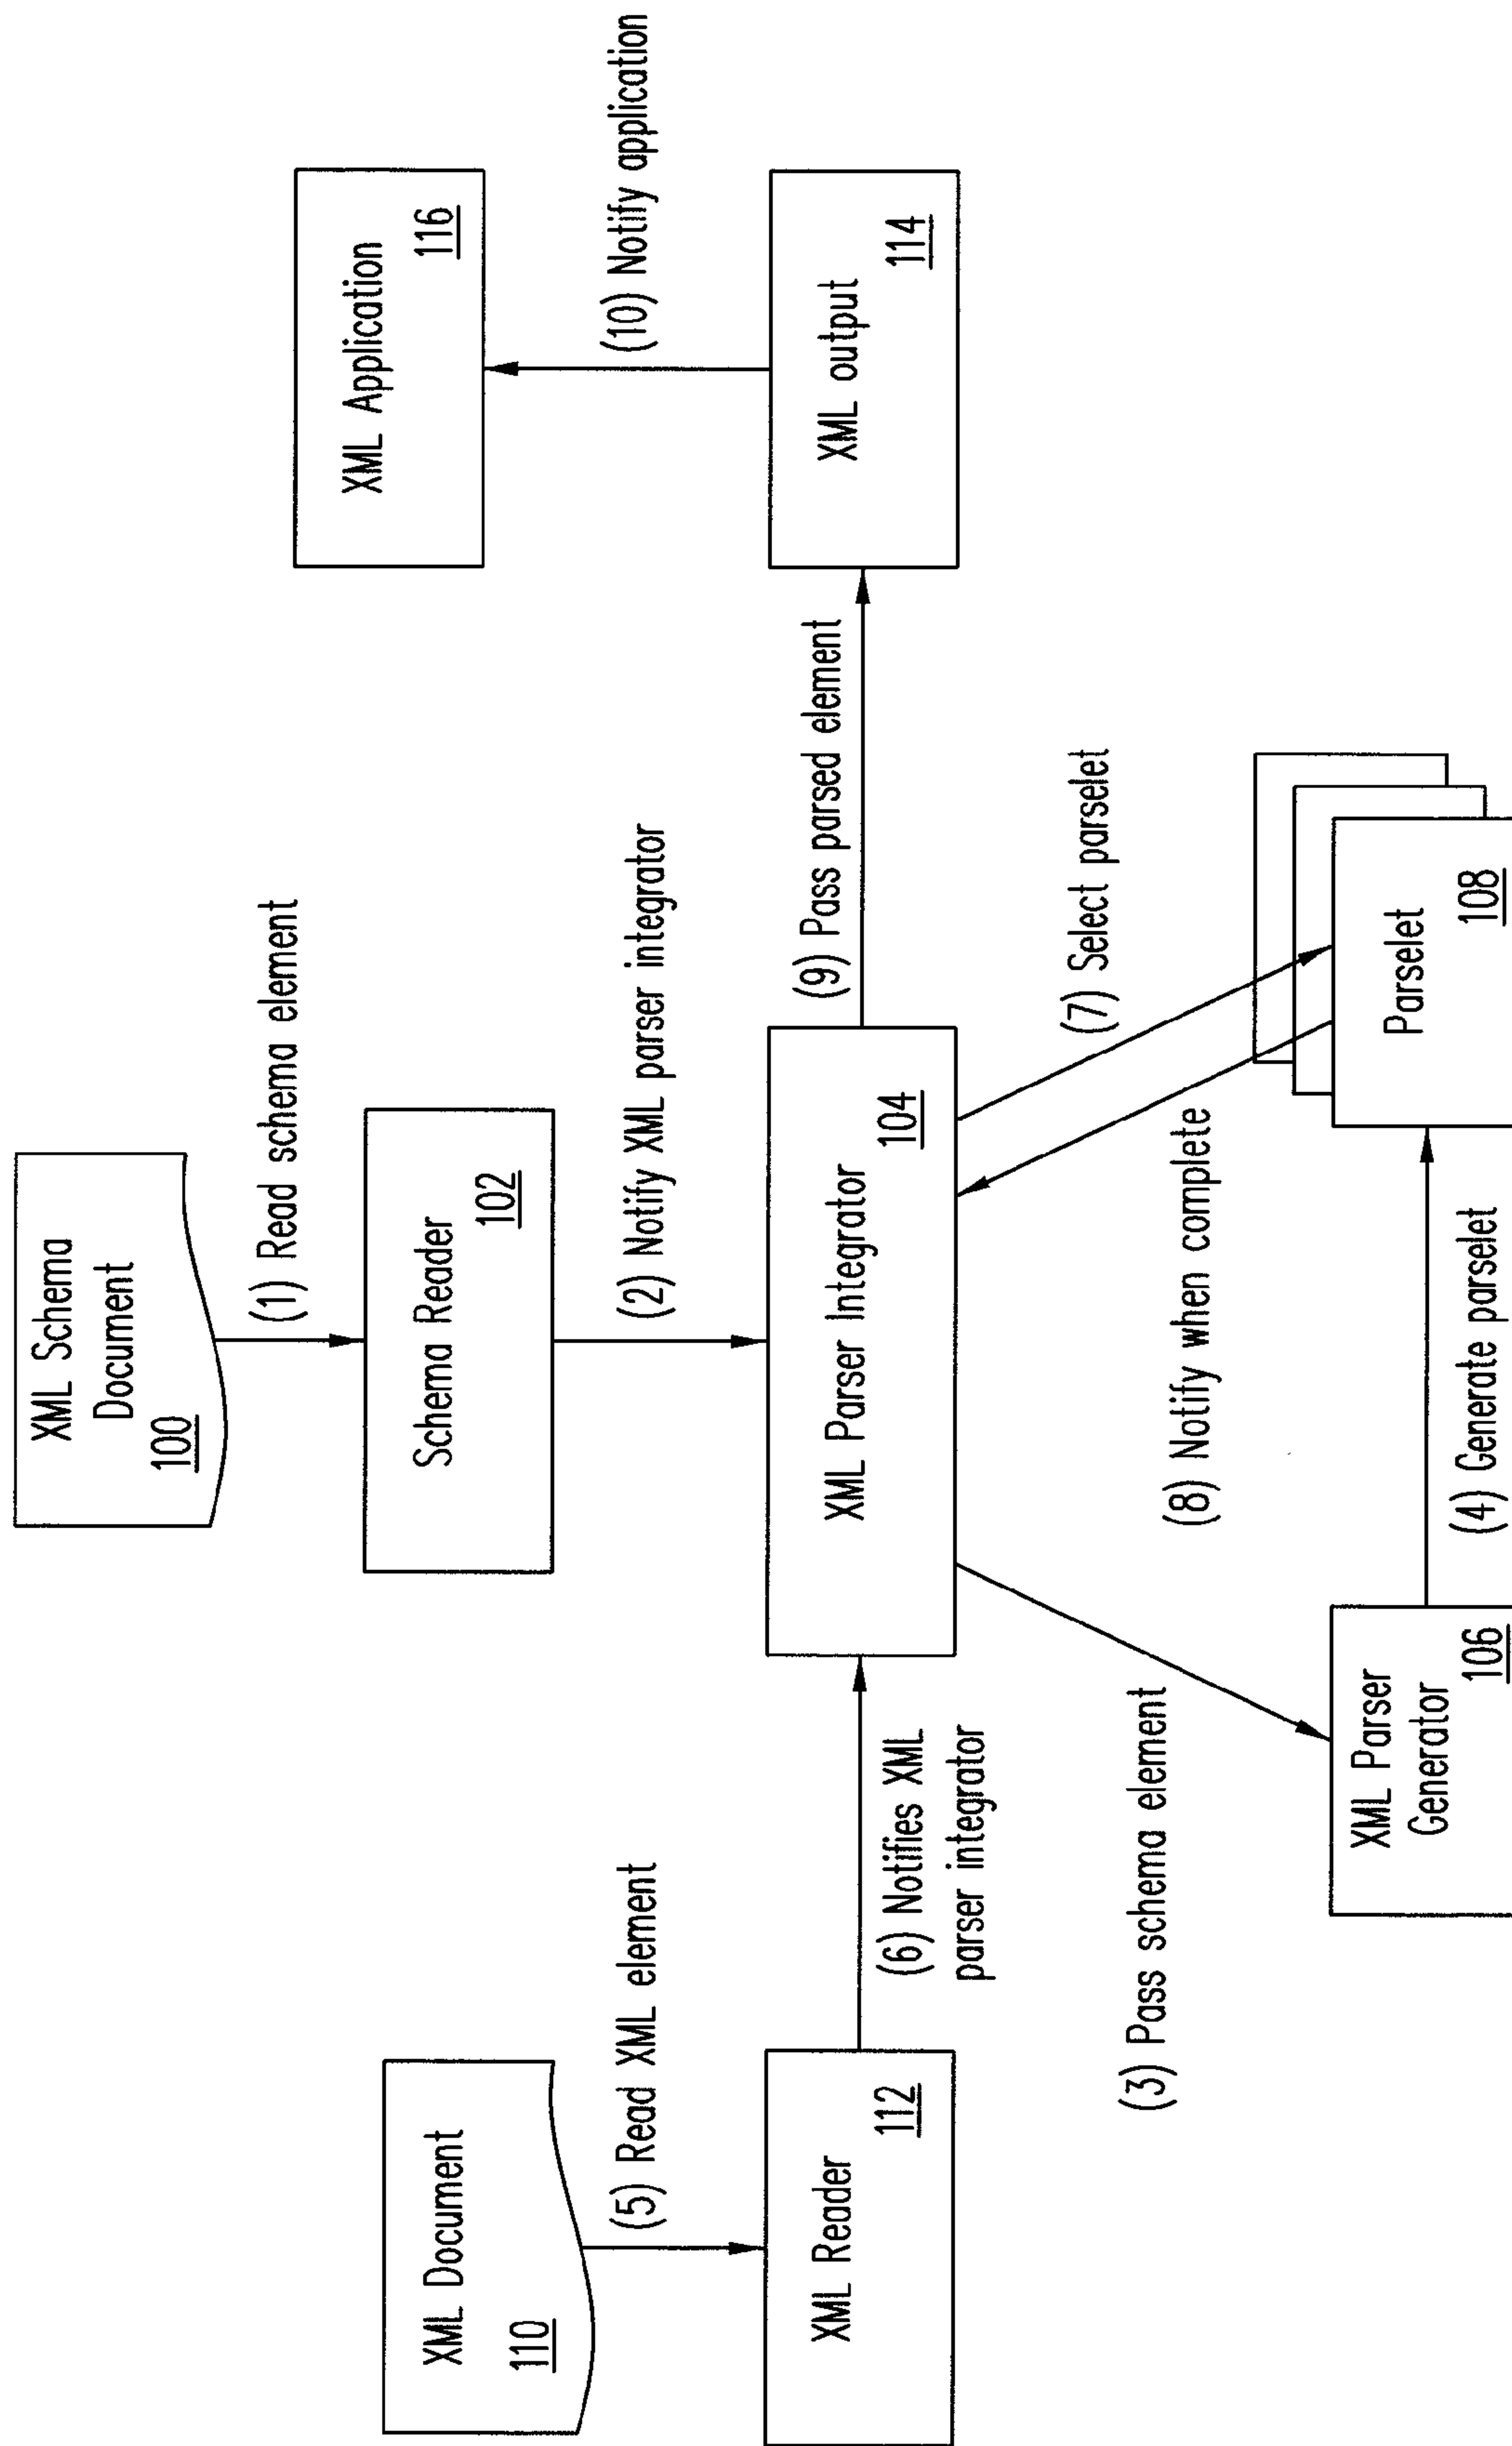 XML Schema
Document
100
(1) Read schema element
Schema Reader
102
(2) Notify XML parser integrator
XML Document
110
(5) Read XML element
XML Reader
112
(6) Notifies XML
parser integrator
XML Parser Integrator
104
(9) Pass parsed element
XML output
114
(10) Notify application
XML Application
116
(3) Pass schema element
(8) Notify when complete
(7) Select parselet
XML Parser
Generator
106
(4) Generate parselet
Parselet
108